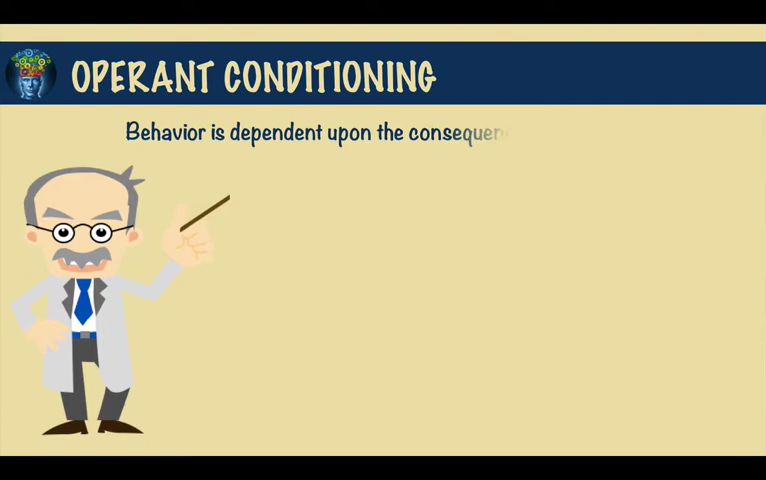 OPERANT CONDITIONING
Behavior is dependent upon the